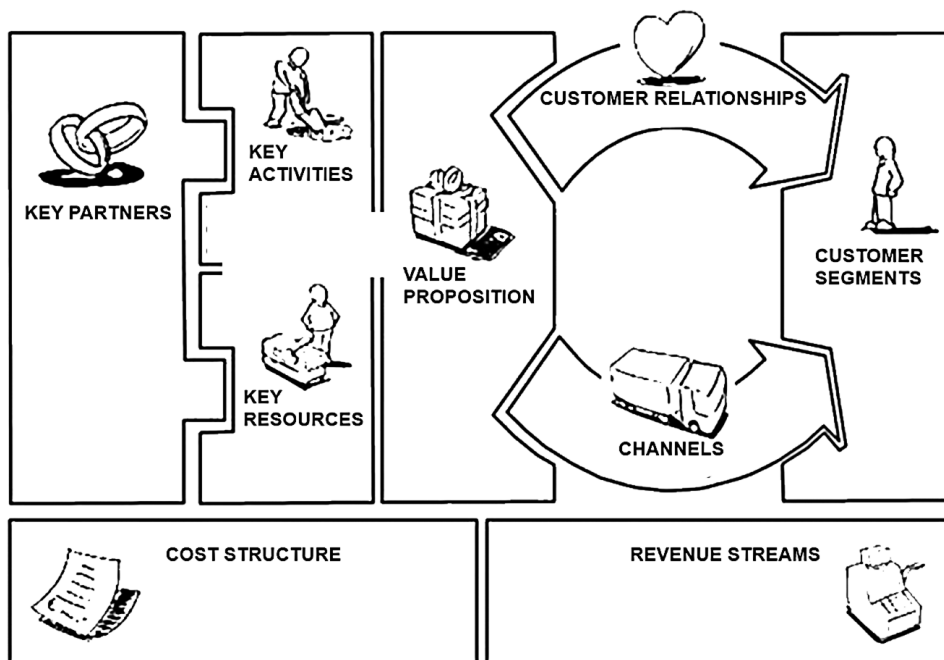 CUSTOMER RELATIONSHIPS
KEY
ACTIVITIES
KEY PARTNERS
VALUE
PROPOSITION
CUSTOMER
SEGMENTS
KEY
RESOURCES
CHANNELS
COST STRUCTURE
REVENUE STREAMS